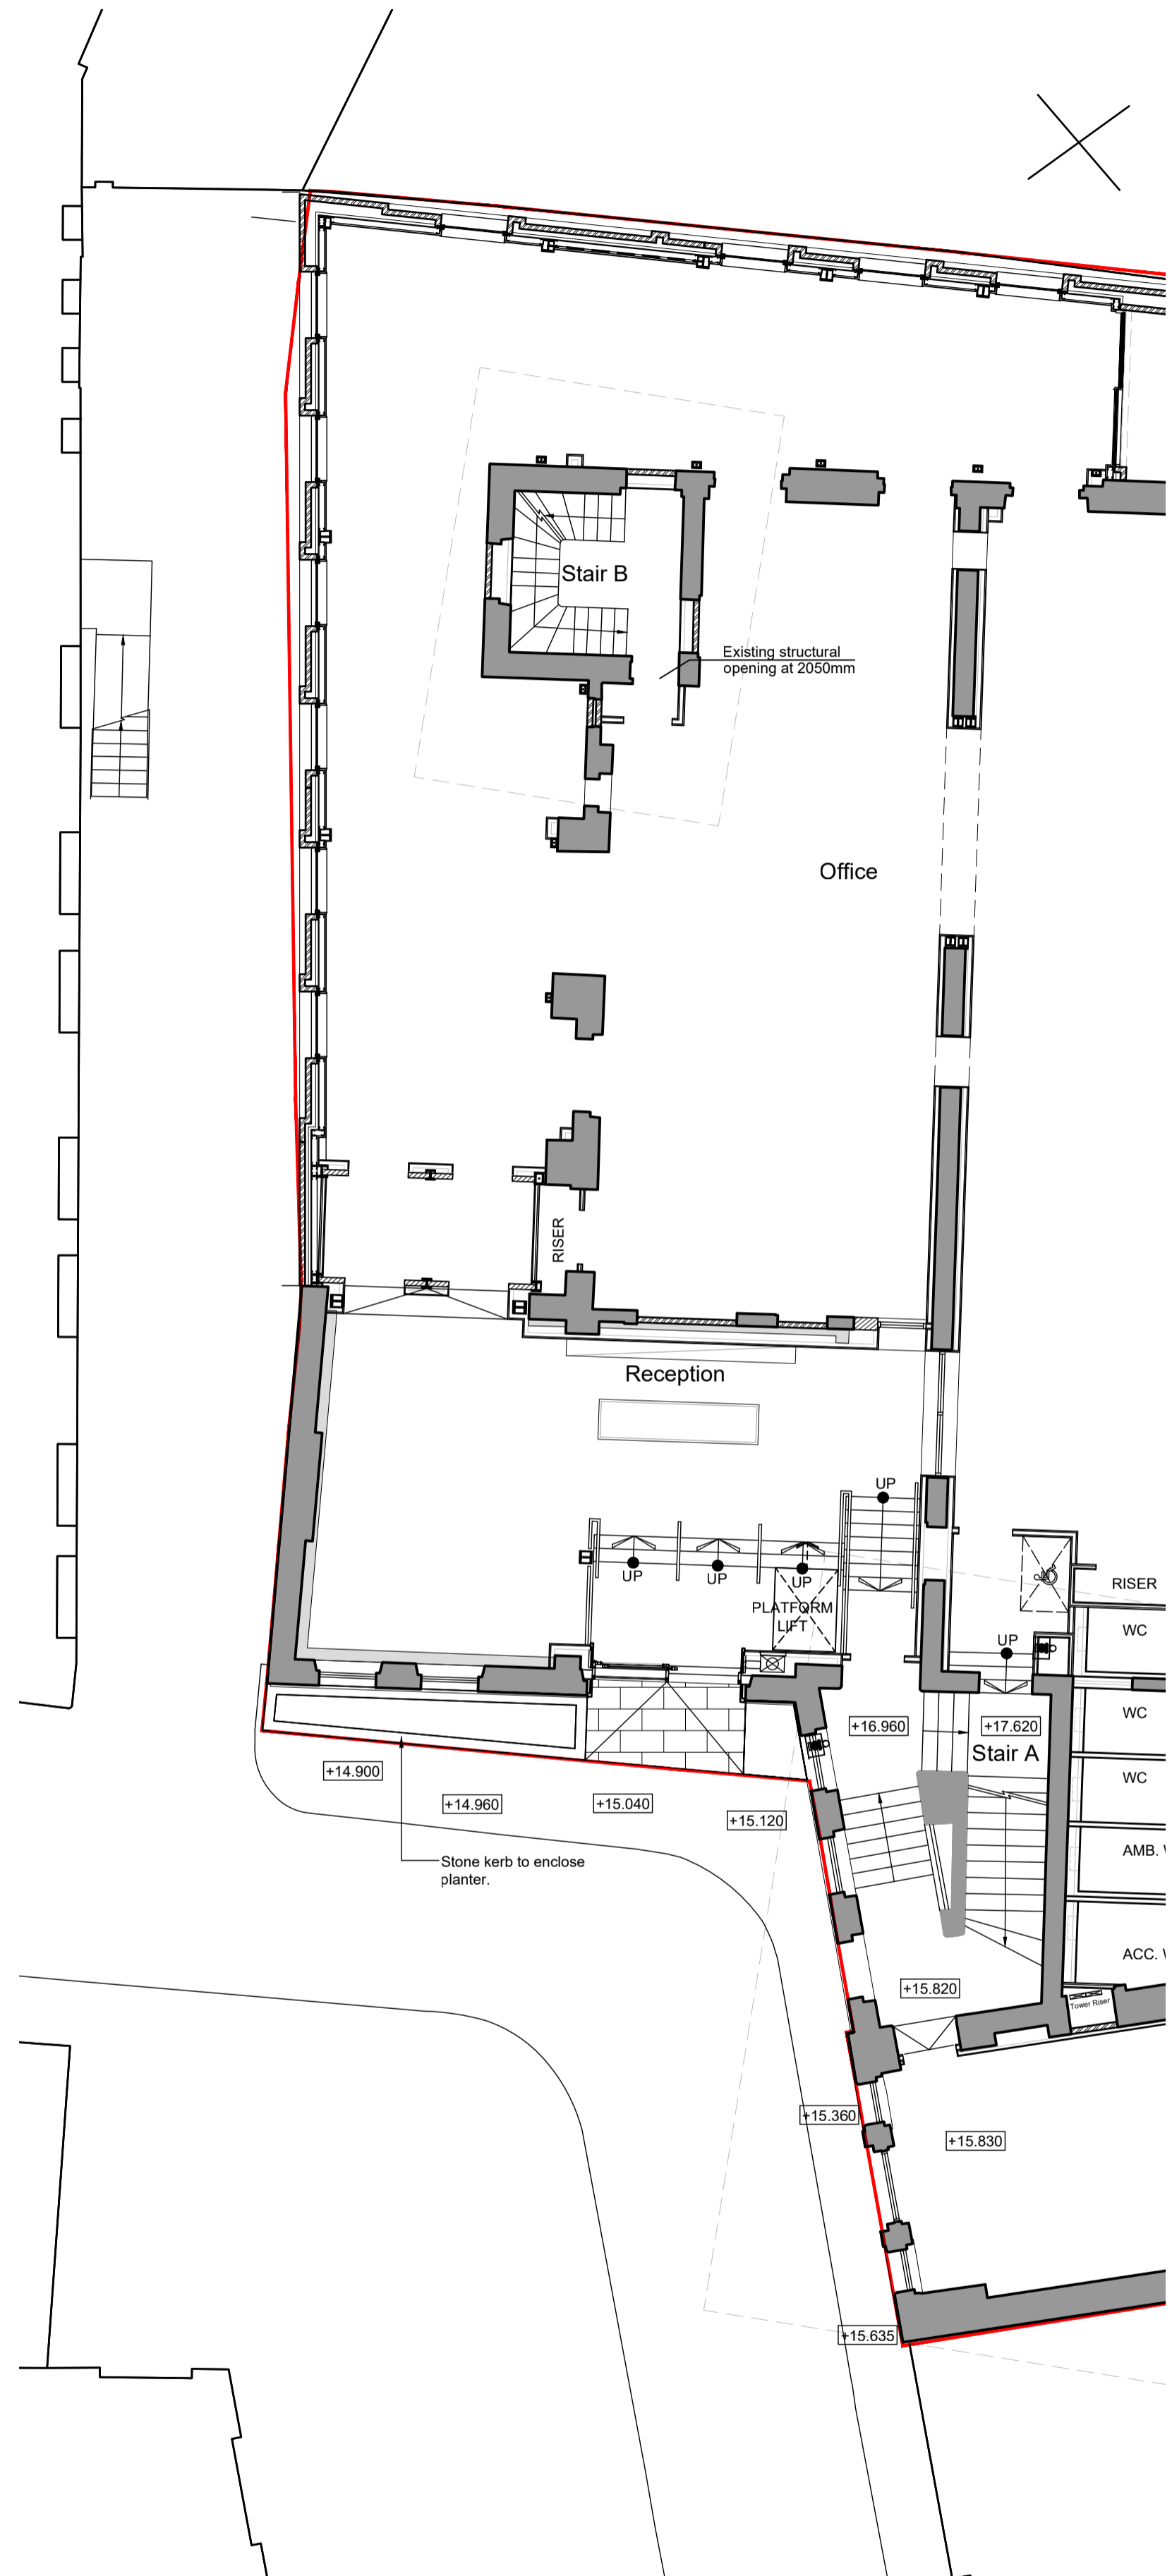 Stair B
Existing structural
opening at 2050mm
Office
RISER
Reception
UP
UP
UP
UP
PLATFORM
LIFT
RISER
WC
UP
WC
+16.960
+17.620
Stair A
+14.900
WC
+14.960
+15.040
+15.120
AMB.
Stone kerb to enclose
planter.
ACC.
+15.820
Tower Riser
+15.360
+15.830
+15.635